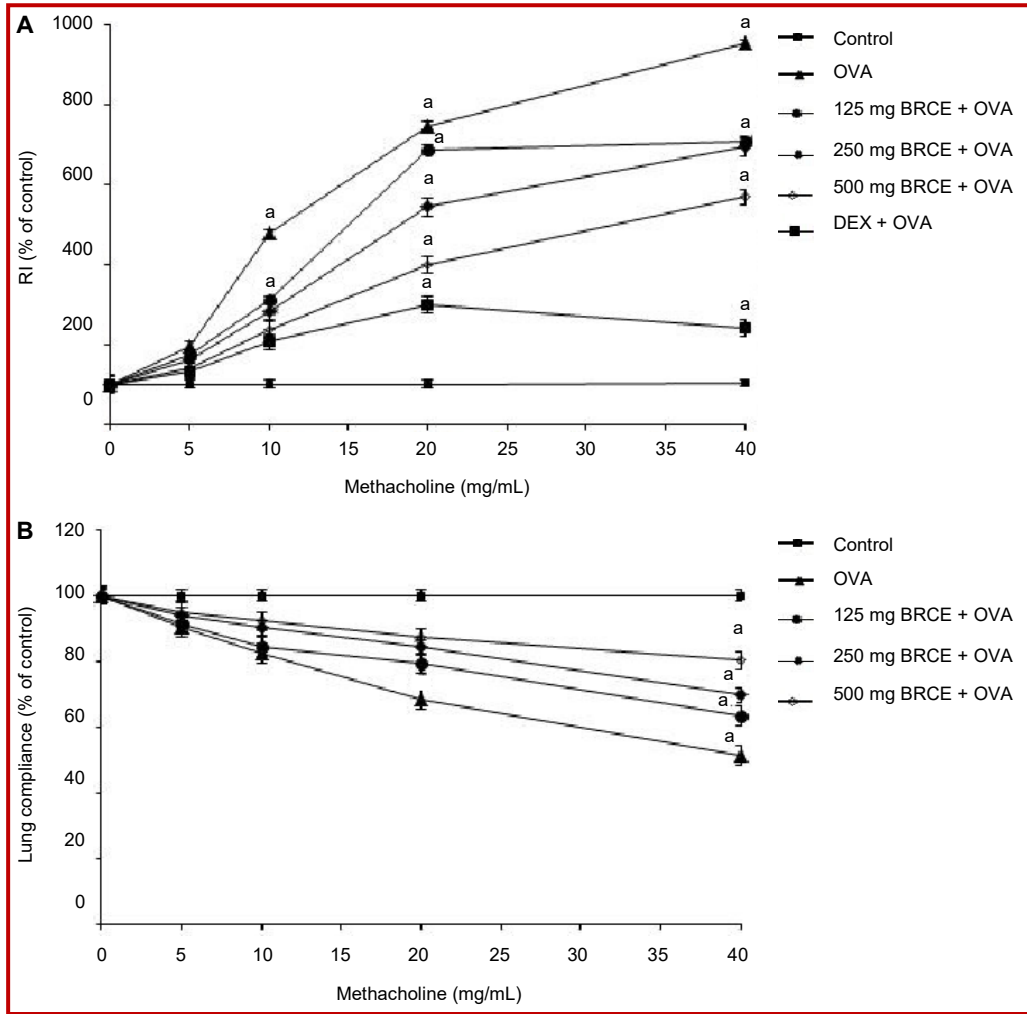 A
1000
800
600
400
200
0
RI (% of control)
a
a
a
a
a
a
a
a
a
a
a
0
5
10
15
20
25
30
35
40
Methacholine (mg/mL)
Control
OVA
125 mg BRCE + OVA
250 mg BRCE + OVA
500 mg BRCE + OVA
DEX + OVA
B
120
100
80
60
40
20
0
Lung compliance (% of control)
a
a
a
a
0
5
10
15
20
25
30
35
40
Methacholine (mg/mL)
Control
OVA
125 mg BRCE + OVA
250 mg BRCE + OVA
500 mg BRCE + OVA